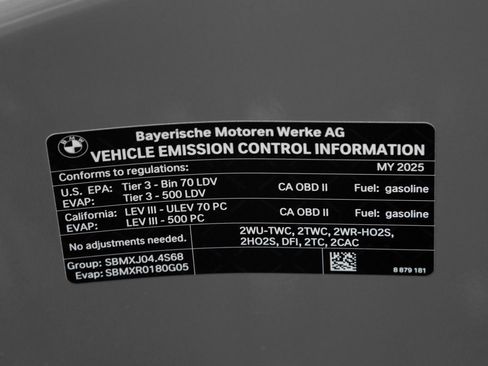 BMW
Bayerische Motoren Werke AG
VEHICLE EMISSION CONTROL INFORMATION
Conforms to regulations: MY 2025
U.S. EPA: Tier 3 - Bin 70 LDV CA OBD II Fuel: gasoline
EVAP: Tier 3 - 500 LDV
California: LEV III - ULEV 70 PC CA OBD II Fuel: gasoline
EVAP: LEV III - 500 PC
No adjustments needed. 2WU-TWC, 2TWC, 2WR-HO2S,
2HO2S, DFI, 2TC, 2CAC
Group: SBMXJ04.4S68
Evap: SBMXR0180G05 8 879 181